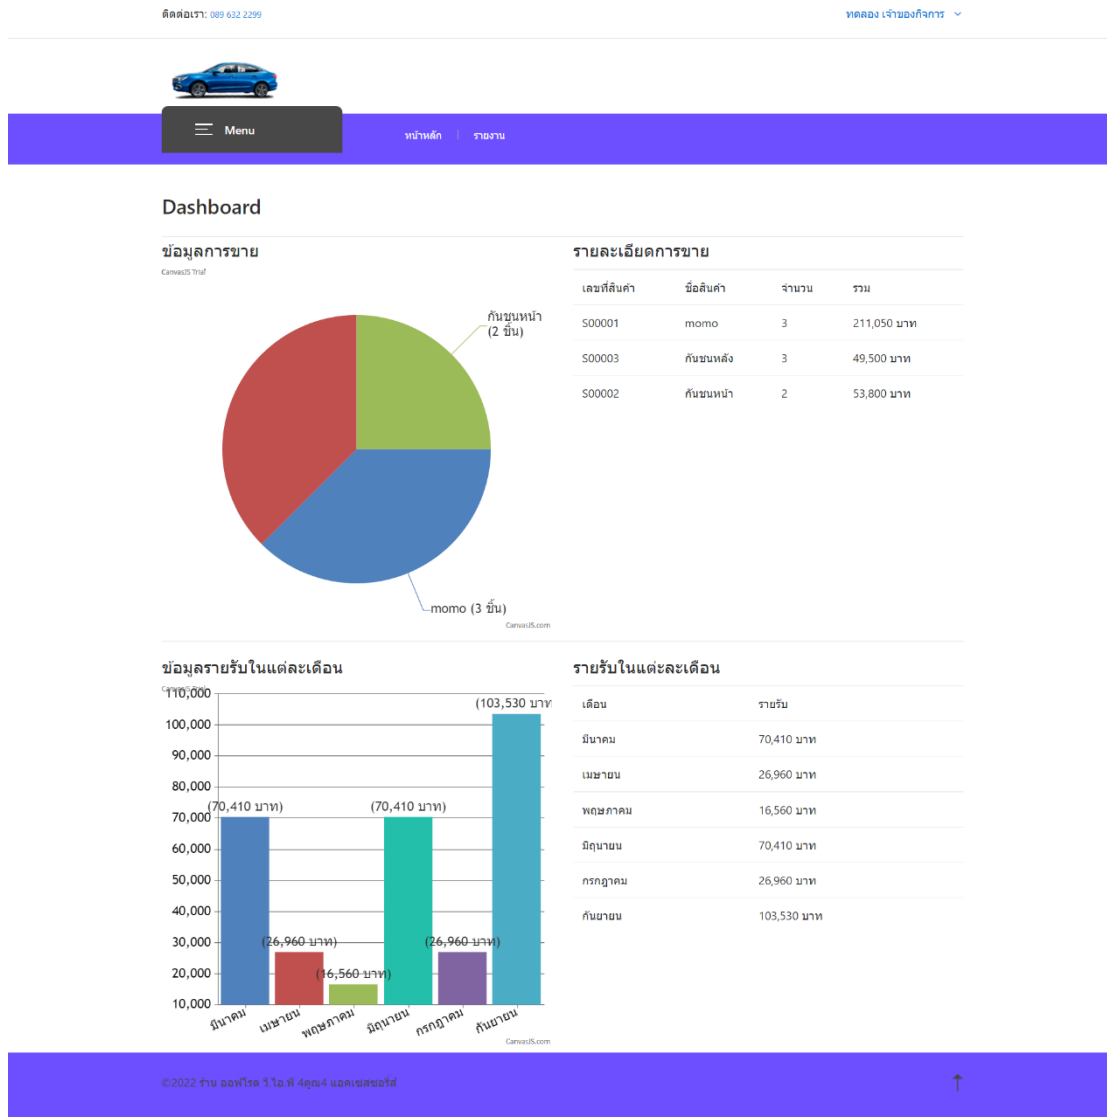 ติดต่อเรา: 089 632 2299
ทดลอง เจ้าของกิจการ
Menu
หน้าหลัก
รายงาน
Dashboard
ข้อมูลการขาย
CanvasJS Trial
กันชนหน้า
(2 ชิ้น)
momo (3 ชิ้น)
CanvasJS.com
รายละเอียดการขาย
เลขที่สินค้า ชื่อสินค้า จำนวน รวม
S00001 momo 3 211,050 บาท
S00003 กันชนหลัง 3 49,500 บาท
S00002 กันชนหน้า 2 53,800 บาท
ข้อมูลรายรับในแต่ละเดือน
CanvasJS Trial
110,000
100,000
90,000
80,000
70,000
60,000
50,000
40,000
30,000
20,000
10,000
(70,410 บาท)
(26,960 บาท)
(16,560 บาท)
(70,410 บาท)
(26,960 บาท)
(103,530 บาท
มีนาคม
เมษายน
พฤษภาคม
มิถุนายน
กรกฎาคม
กันยายน
CanvasJS.com
รายรับในแต่ะละเดือน
เดือน รายรับ
มีนาคม 70,410 บาท
เมษายน 26,960 บาท
พฤษภาคม 16,560 บาท
มิถุนายน 70,410 บาท
กรกฎาคม 26,960 บาท
กันยายน 103,530 บาท
©2022 ร้าน ออฟโรด วี.ไอ.พี 4คูณ4 แอคเซสซอรี่ส์